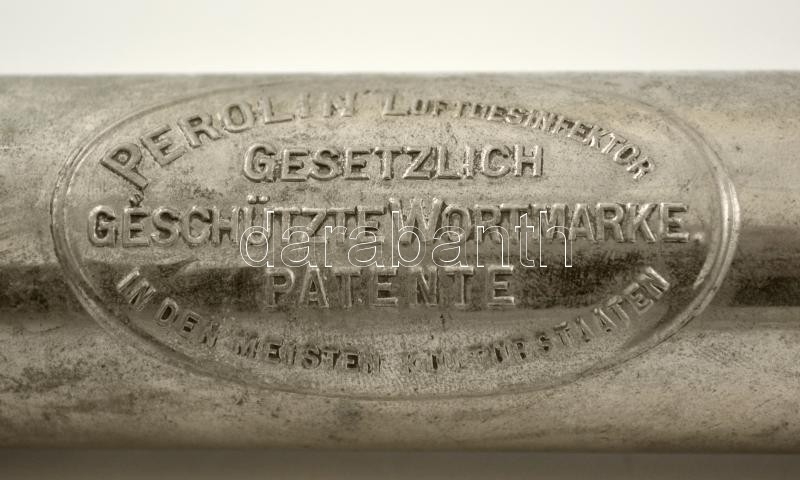 PEROLIN LUFTDESINFEKTOR
GESETZLICH
GESCHÜTZTE WORTMARKE.
PATENTE
IN DEN MEISTEN KULTURSTAATEN
darabanth